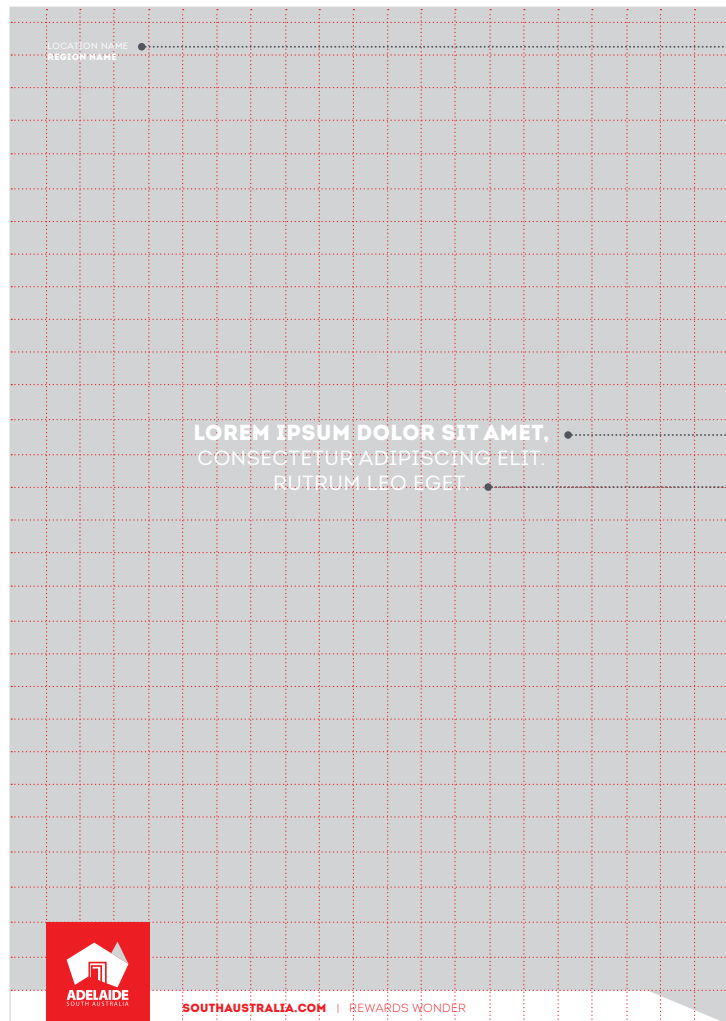 LOCATION NAME
REGION NAME
LOREM IPSUM DOLOR SIT AMET,
CONSECTETUR ADIPISCING ELIT.
RUTRUM LEO EGET.
ADELAIDE
SOUTH AUSTRALIA
SOUTHAUSTRALIA.COM | REWARDS WONDER